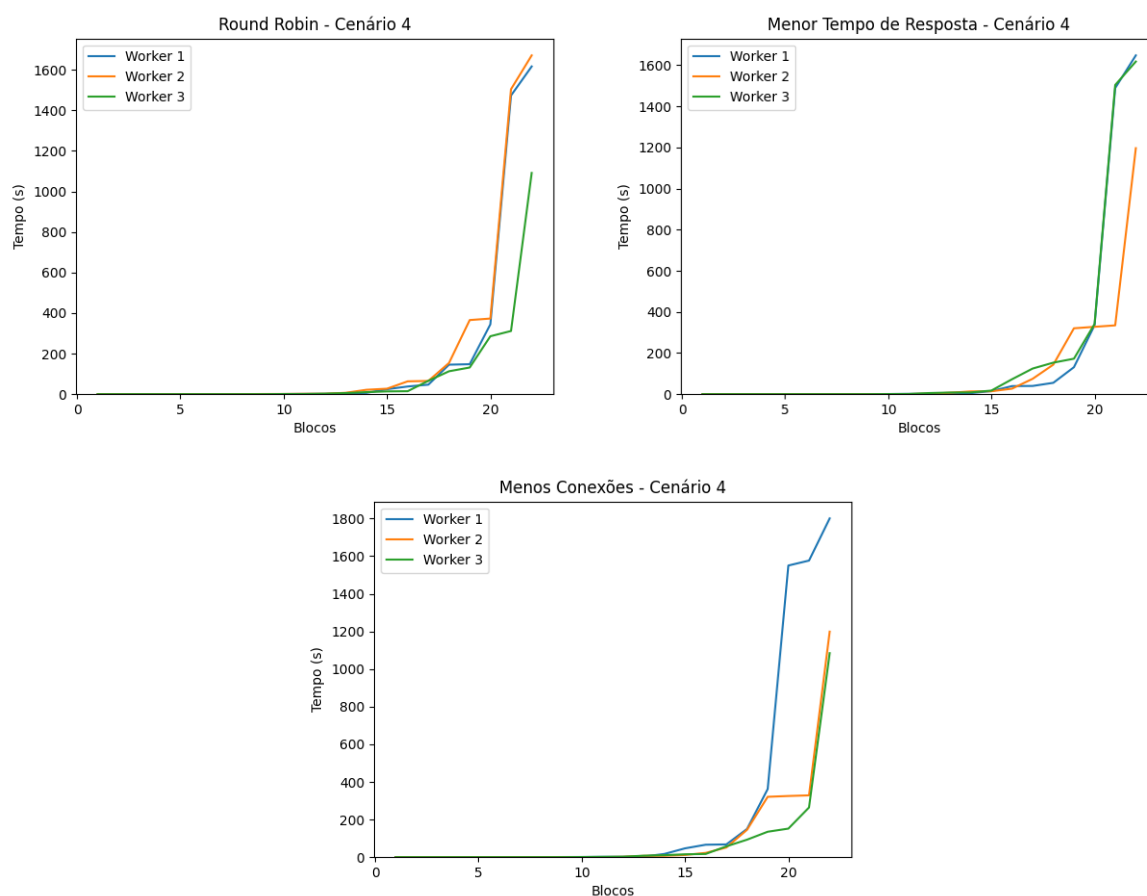 Round Robin - Cenário 4
Worker 1
Worker 2
Worker 3
1600
1400
1200
1000
800
600
400
200
0
Tempo (s)
0 5 10 15 20
Blocos
Menor Tempo de Resposta - Cenário 4
Worker 1
Worker 2
Worker 3
1600
1400
1200
1000
800
600
400
200
0
Tempo (s)
0 5 10 15 20
Blocos
Menos Conexões - Cenário 4
Worker 1
Worker 2
Worker 3
1800
1600
1400
1200
1000
800
600
400
200
0
Tempo (s)
0 5 10 15 20
Blocos